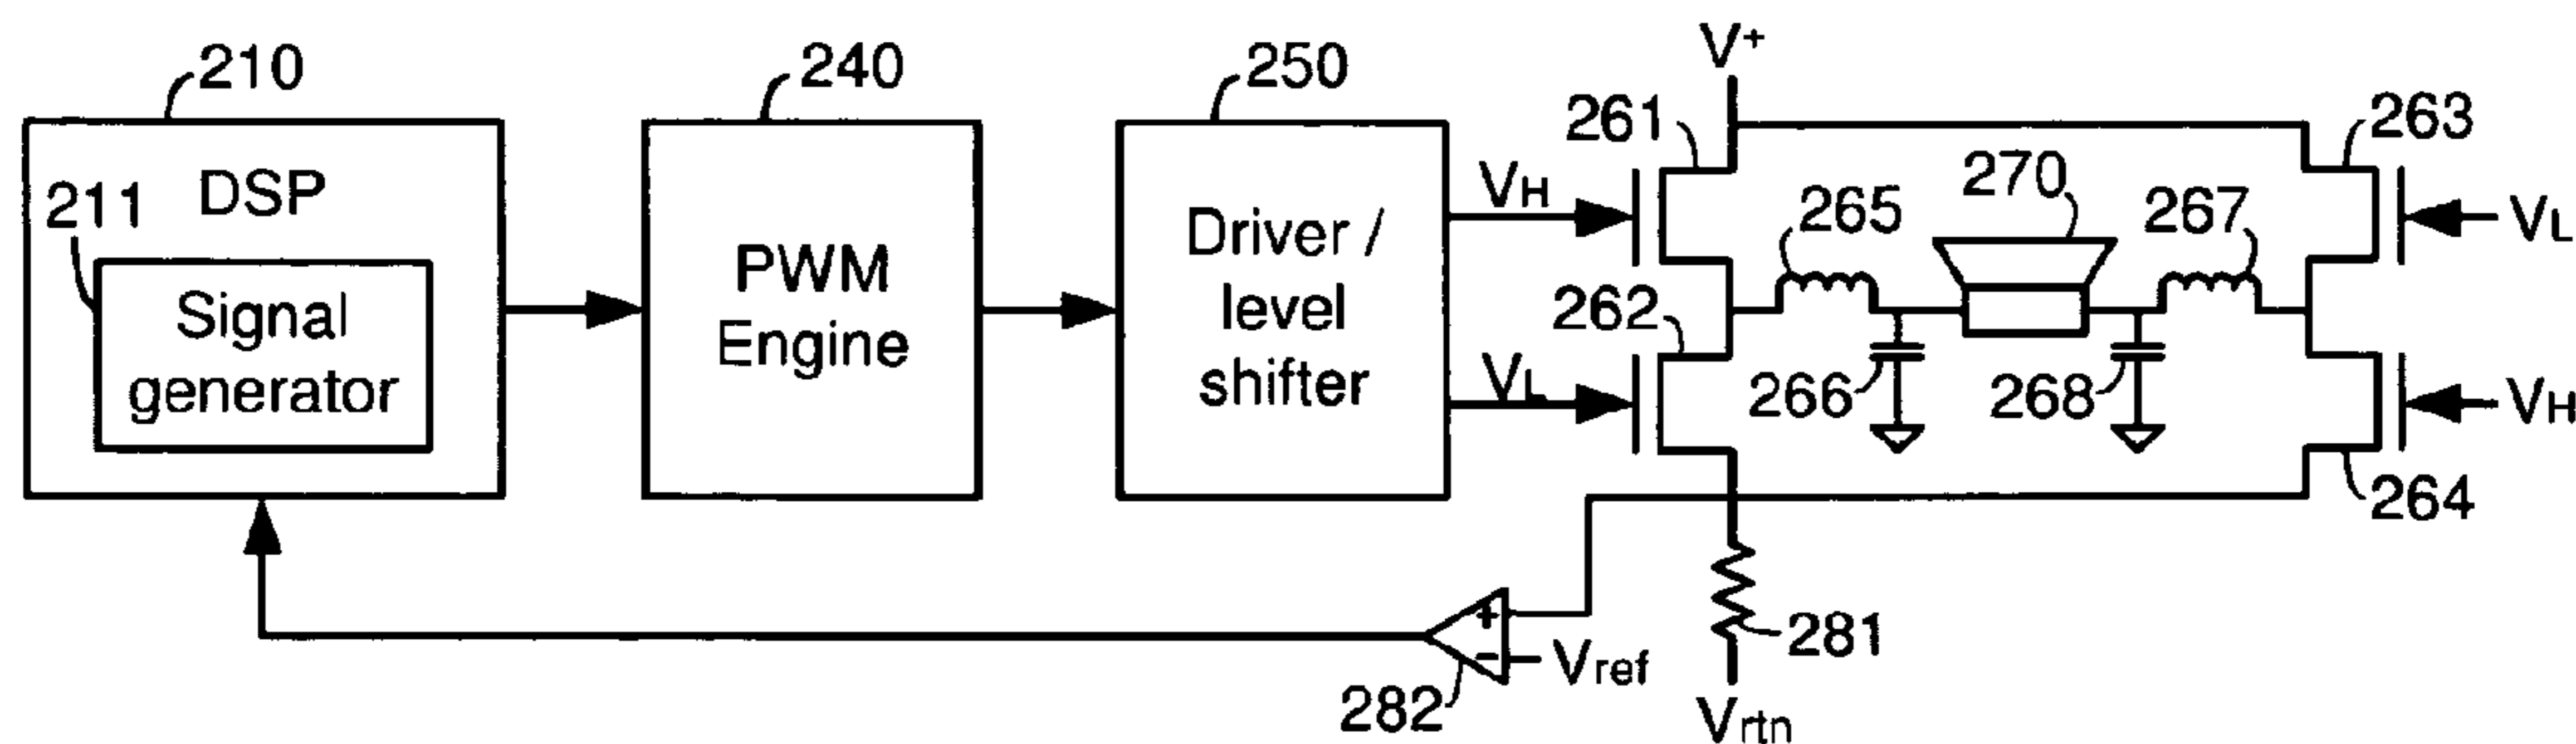 210
240
250
V+
261
263
211
DSP
VH
270
265
267
VL
Signal
generator
PWM
Engine
Driver /
level
shifter
262
VL
266
268
VH
264
+
-
Vref
281
282
Vrtn